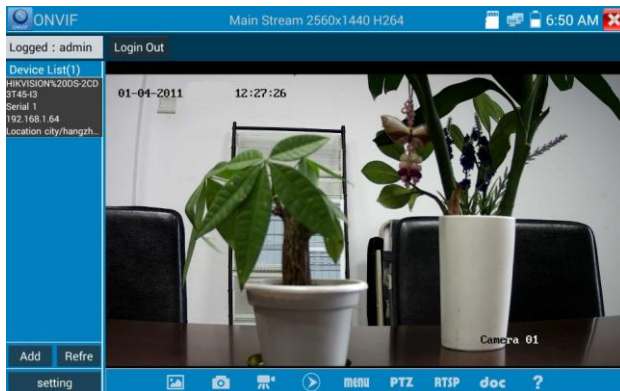 ONVIF
ONVIF
Main Stream 2560x1440 H264
6:50 AM
Logged : admin
Login Out
Device List(1)
HIKVISION%20DS-2CD
3T45-I3
Serial 1
192.168.1.64
Location city/hangzh...
01-04-2011 12:27:26
Camera 01
Add Refre
setting
menu PTZ RTSP doc ?